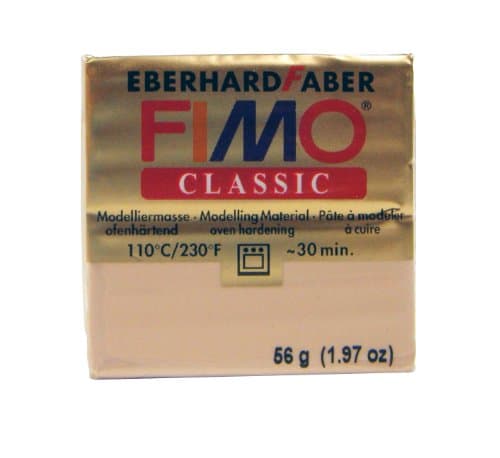 EBERHARDFABER
FIMO®
CLASSIC
Modelliermasse · Modelling Material · Pâte à modeler
ofenhärtend oven hardening à cuire
110°C/230°F ~30 min.
56 g (1.97 oz)